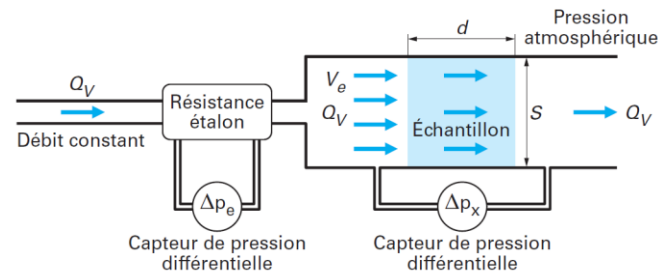 d
Pression
atmosphérique
Q_V
V_e
Résistance
étalon
Q_V
Échantillon
S
Q_V
Débit constant
Δp_e
Δp_x
Capteur de pression
différentielle
Capteur de pression
différentielle